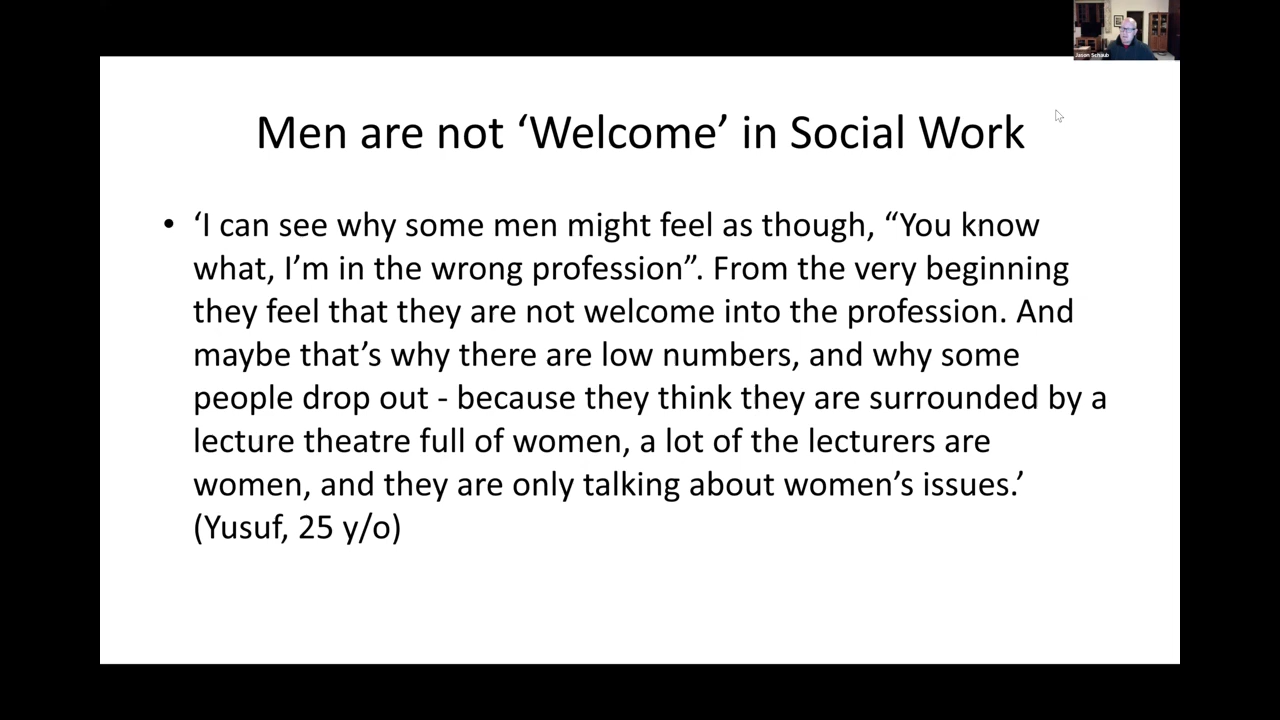 Jason Schaub
Men are not ‘Welcome’ in Social Work
• ‘I can see why some men might feel as though, “You know
what, I’m in the wrong profession”. From the very beginning
they feel that they are not welcome into the profession. And
maybe that’s why there are low numbers, and why some
people drop out - because they think they are surrounded by a
lecture theatre full of women, a lot of the lecturers are
women, and they are only talking about women’s issues.’
(Yusuf, 25 y/o)